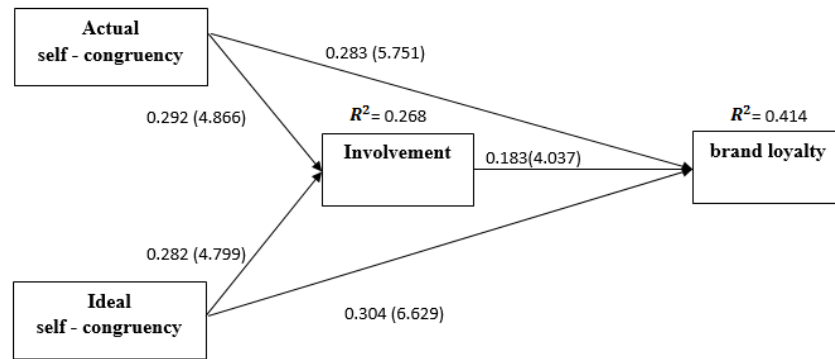 Actual
self - congruency
0.283 (5.751)
0.292 (4.866)
R²= 0.268
R²= 0.414
Involvement
0.183(4.037)
brand loyalty
0.282 (4.799)
Ideal
self - congruency
0.304 (6.629)